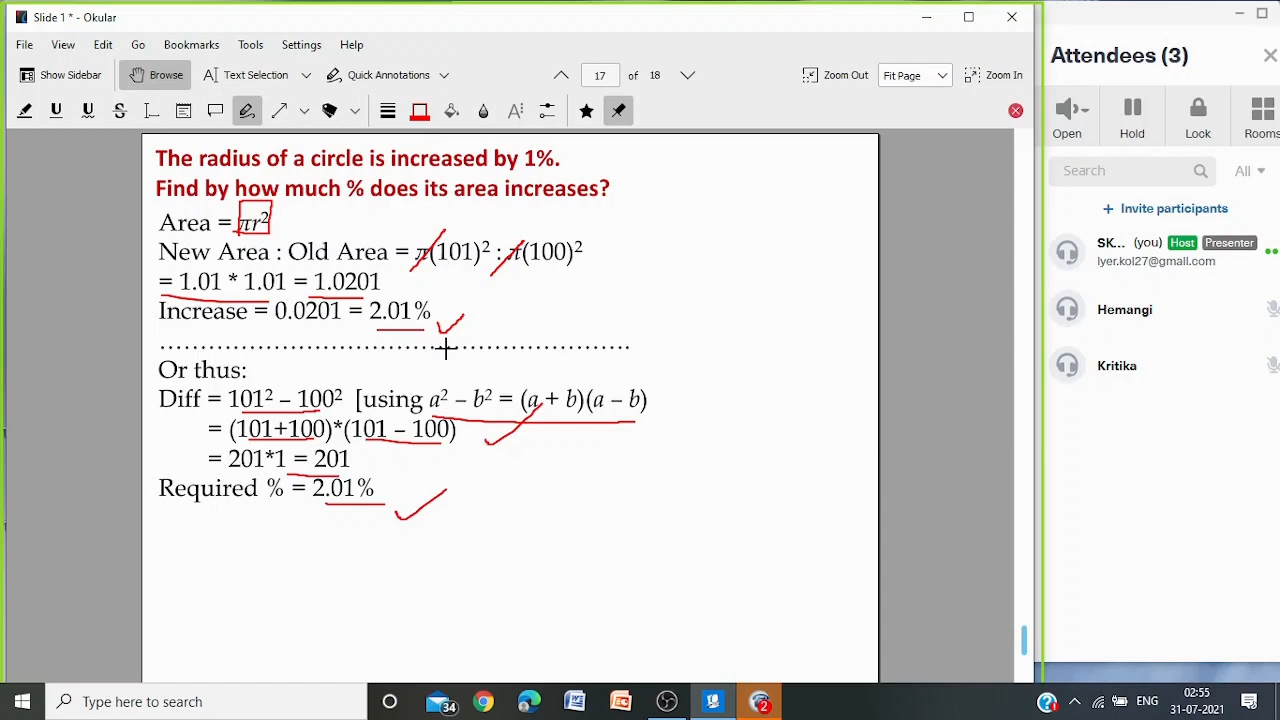 Slide 1 * - Okular
File View Edit Go Bookmarks Tools Settings Help
Show Sidebar Browse Text Selection Quick Annotations 17 of 18 Zoom Out Fit Page Zoom In
The radius of a circle is increased by 1%.
Find by how much % does its area increases?
Area = πr²
New Area : Old Area = π(101)² : π(100)²
= 1.01 * 1.01 = 1.0201
Increase = 0.0201 = 2.01%
Or thus:
Diff = 101² – 100² [using a² – b² = (a + b)(a – b)
= (101+100)*(101 – 100)
= 201*1 = 201
Required % = 2.01%
Attendees (3)
Open Hold Lock Rooms
Search All
+ Invite participants
SK... (you) Host Presenter
Iyer.kol27@gmail.com
Hemangi
Kritika
Type here to search
34
2
ENG
02:55
31-07-2021